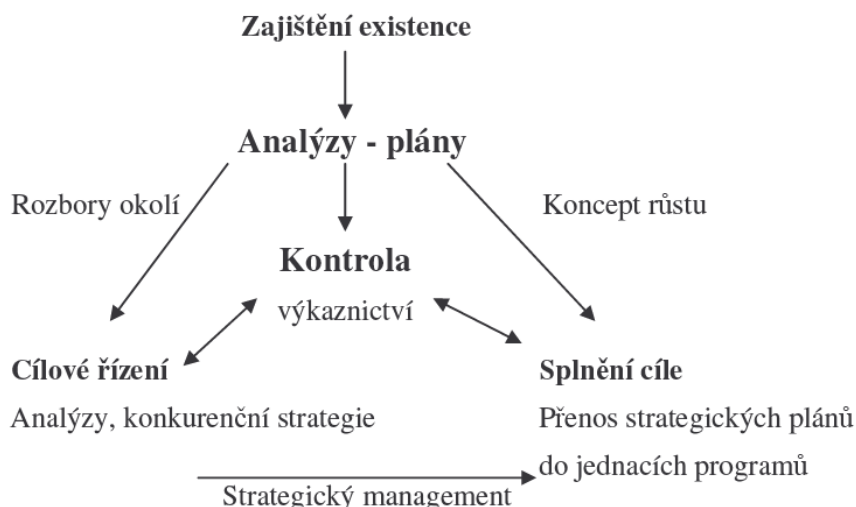 Zajištění existence
Analýzy - plány
Rozbory okolí
Koncept růstu
Kontrola
výkaznictví
Cílové řízení
Splnění cíle
Analýzy, konkurenční strategie
Přenos strategických plánů
do jednacích programů
Strategický management